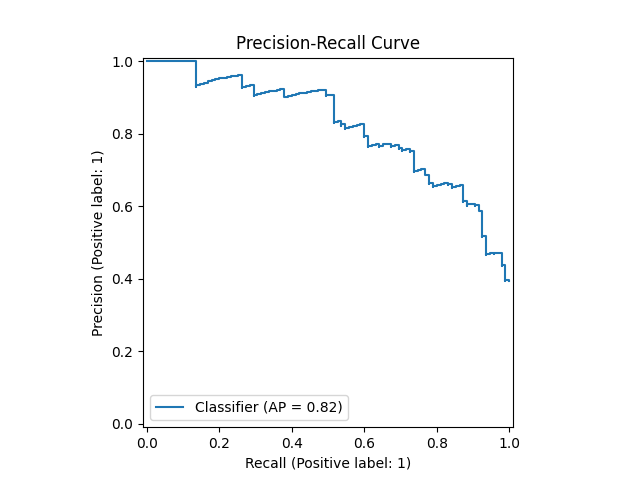 Precision-Recall Curve
1.0
0.8
0.6
0.4
0.2
0.0
Precision (Positive label: 1)
Classifier (AP = 0.82)
0.0 0.2 0.4 0.6 0.8 1.0
Recall (Positive label: 1)